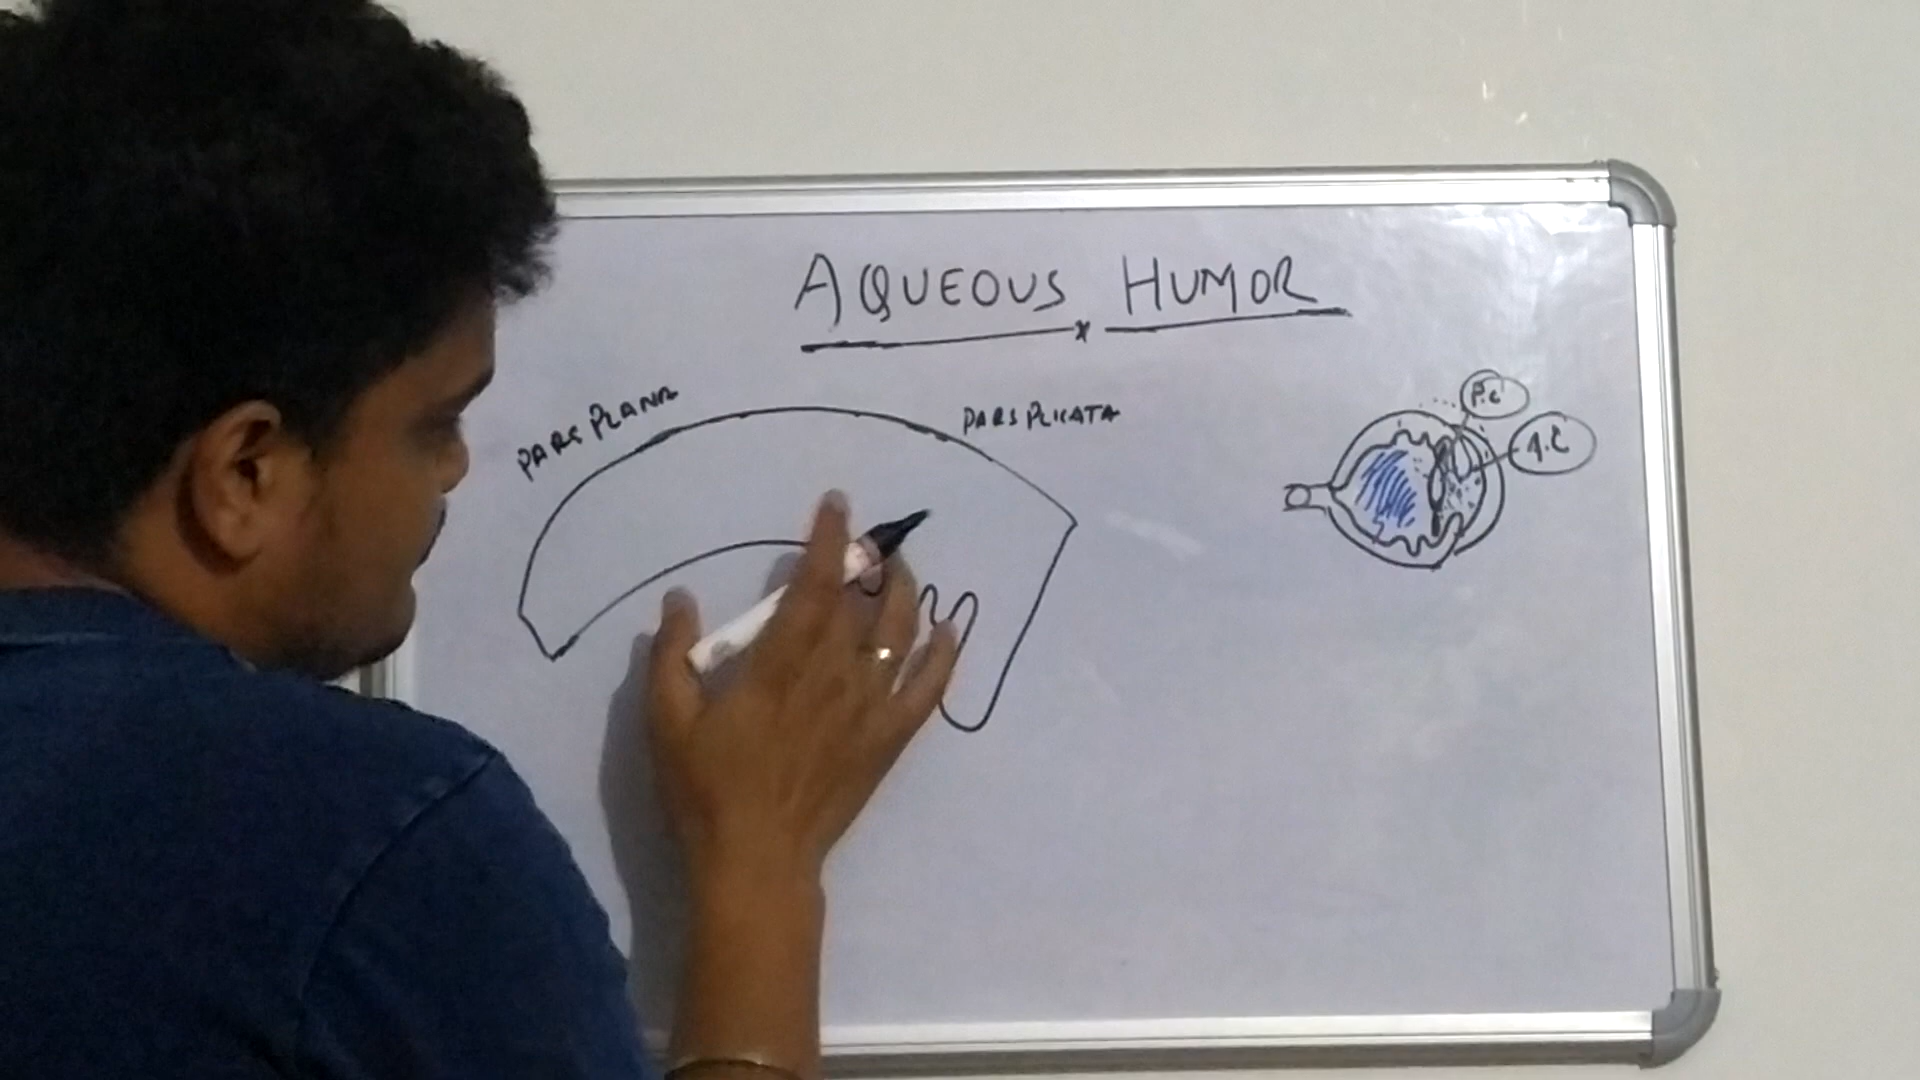 AQUEOUS HUMOR
PARS PLANA
PARS PLICATA
P.C
A.C